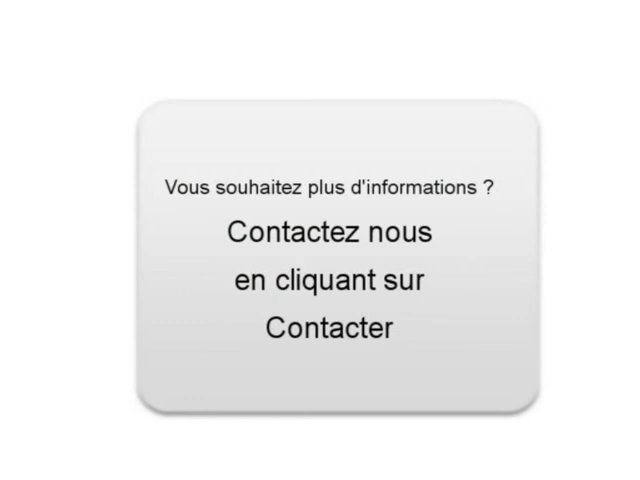 Vous souhaitez plus d'informations ?
Contactez nous
en cliquant sur
Contacter